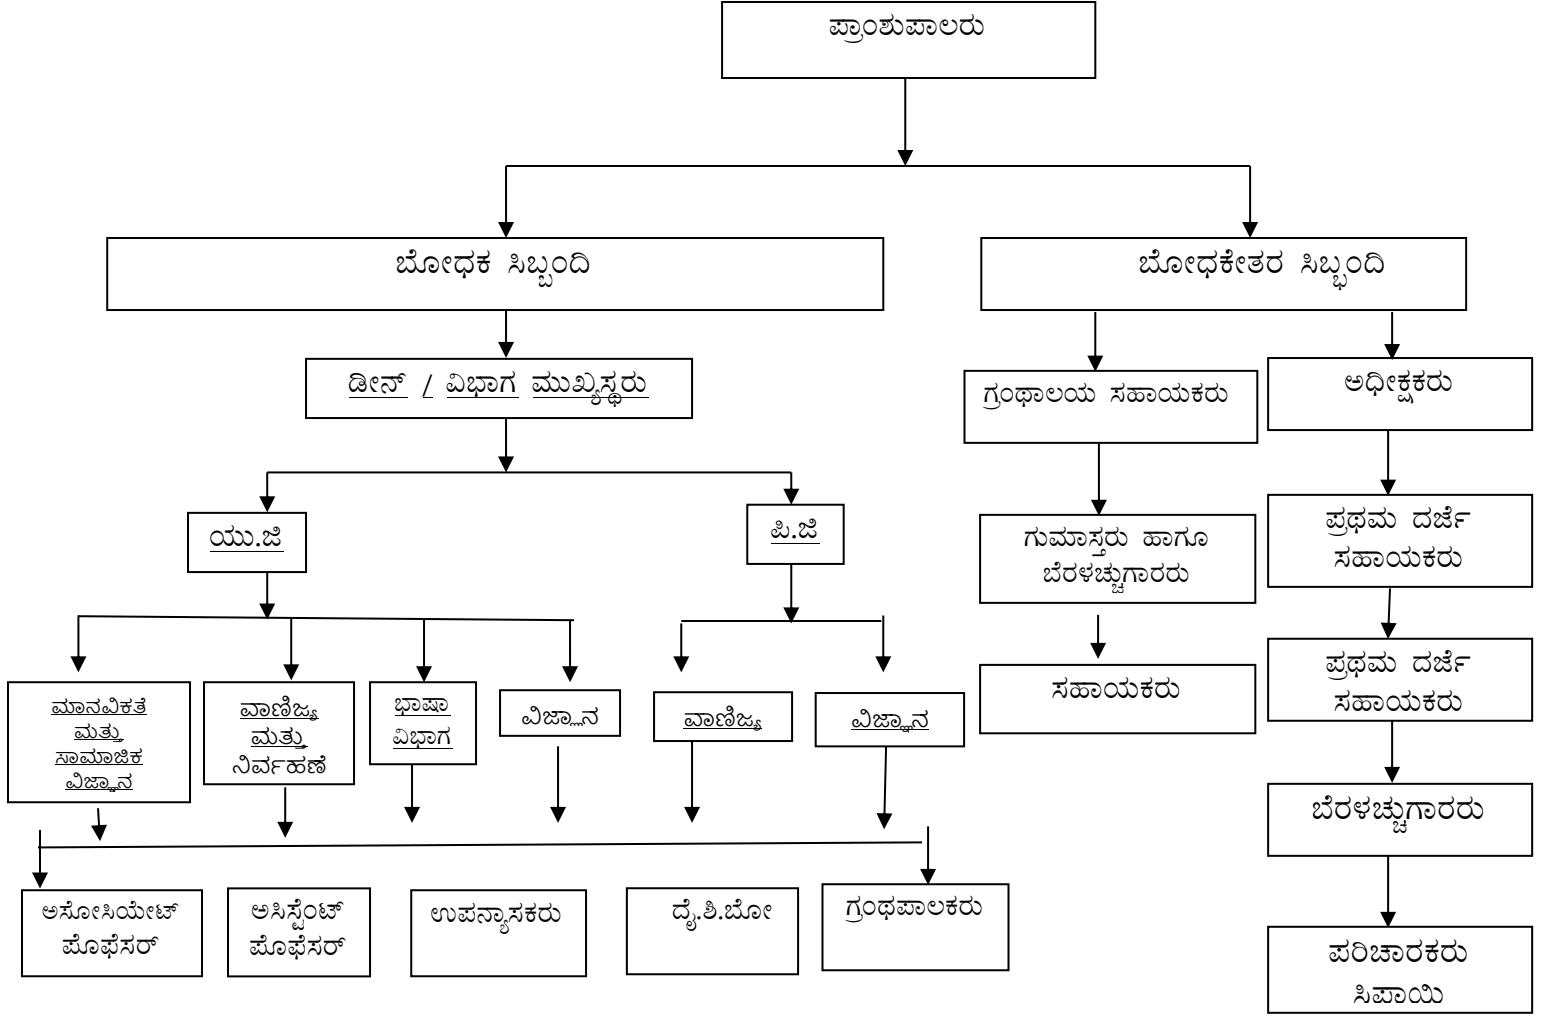 ಪ್ರಾಂಶುಪಾಲರು
ಬೋಧಕ ಸಿಬ್ಬಂದಿ
ಬೋಧಕೇತರ ಸಿಬ್ಭಂದಿ
ಡೀನ್ / ವಿಭಾಗ ಮುಖ್ಯಸ್ಥರು
ಗ್ರಂಥಾಲಯ ಸಹಾಯಕರು
ಅಧೀಕ್ಷಕರು
ಯು.ಜಿ
ಪಿ.ಜಿ
ಗುಮಾಸ್ತರು ಹಾಗೂ
ಬೆರಳಚ್ಚುಗಾರರು
ಪ್ರಥಮ ದರ್ಜೆ
ಸಹಾಯಕರು
ಮಾನವಿಕತೆ
ಮತ್ತು
ಸಾಮಾಜಿಕ
ವಿಜ್ಞಾನ
ವಾಣಿಜ್ಯ
ಮತ್ತು
ನಿರ್ವಹಣೆ
ಭಾಷಾ
ವಿಭಾಗ
ವಿಜ್ಞಾನ
ವಾಣಿಜ್ಯ
ವಿಜ್ಞಾನ
ಸಹಾಯಕರು
ಪ್ರಥಮ ದರ್ಜೆ
ಸಹಾಯಕರು
ಬೆರಳಚ್ಚುಗಾರರು
ಅಸೋಸಿಯೇಟ್
ಪೊಫೆಸರ್
ಅಸಿಸ್ಟೆಂಟ್
ಪೊಫೆಸರ್
ಉಪನ್ಯಾಸಕರು
ದೈ.ಶಿ.ಬೋ
ಗ್ರಂಥಪಾಲಕರು
ಪರಿಚಾರಕರು
ಸಿಪಾಯಿ